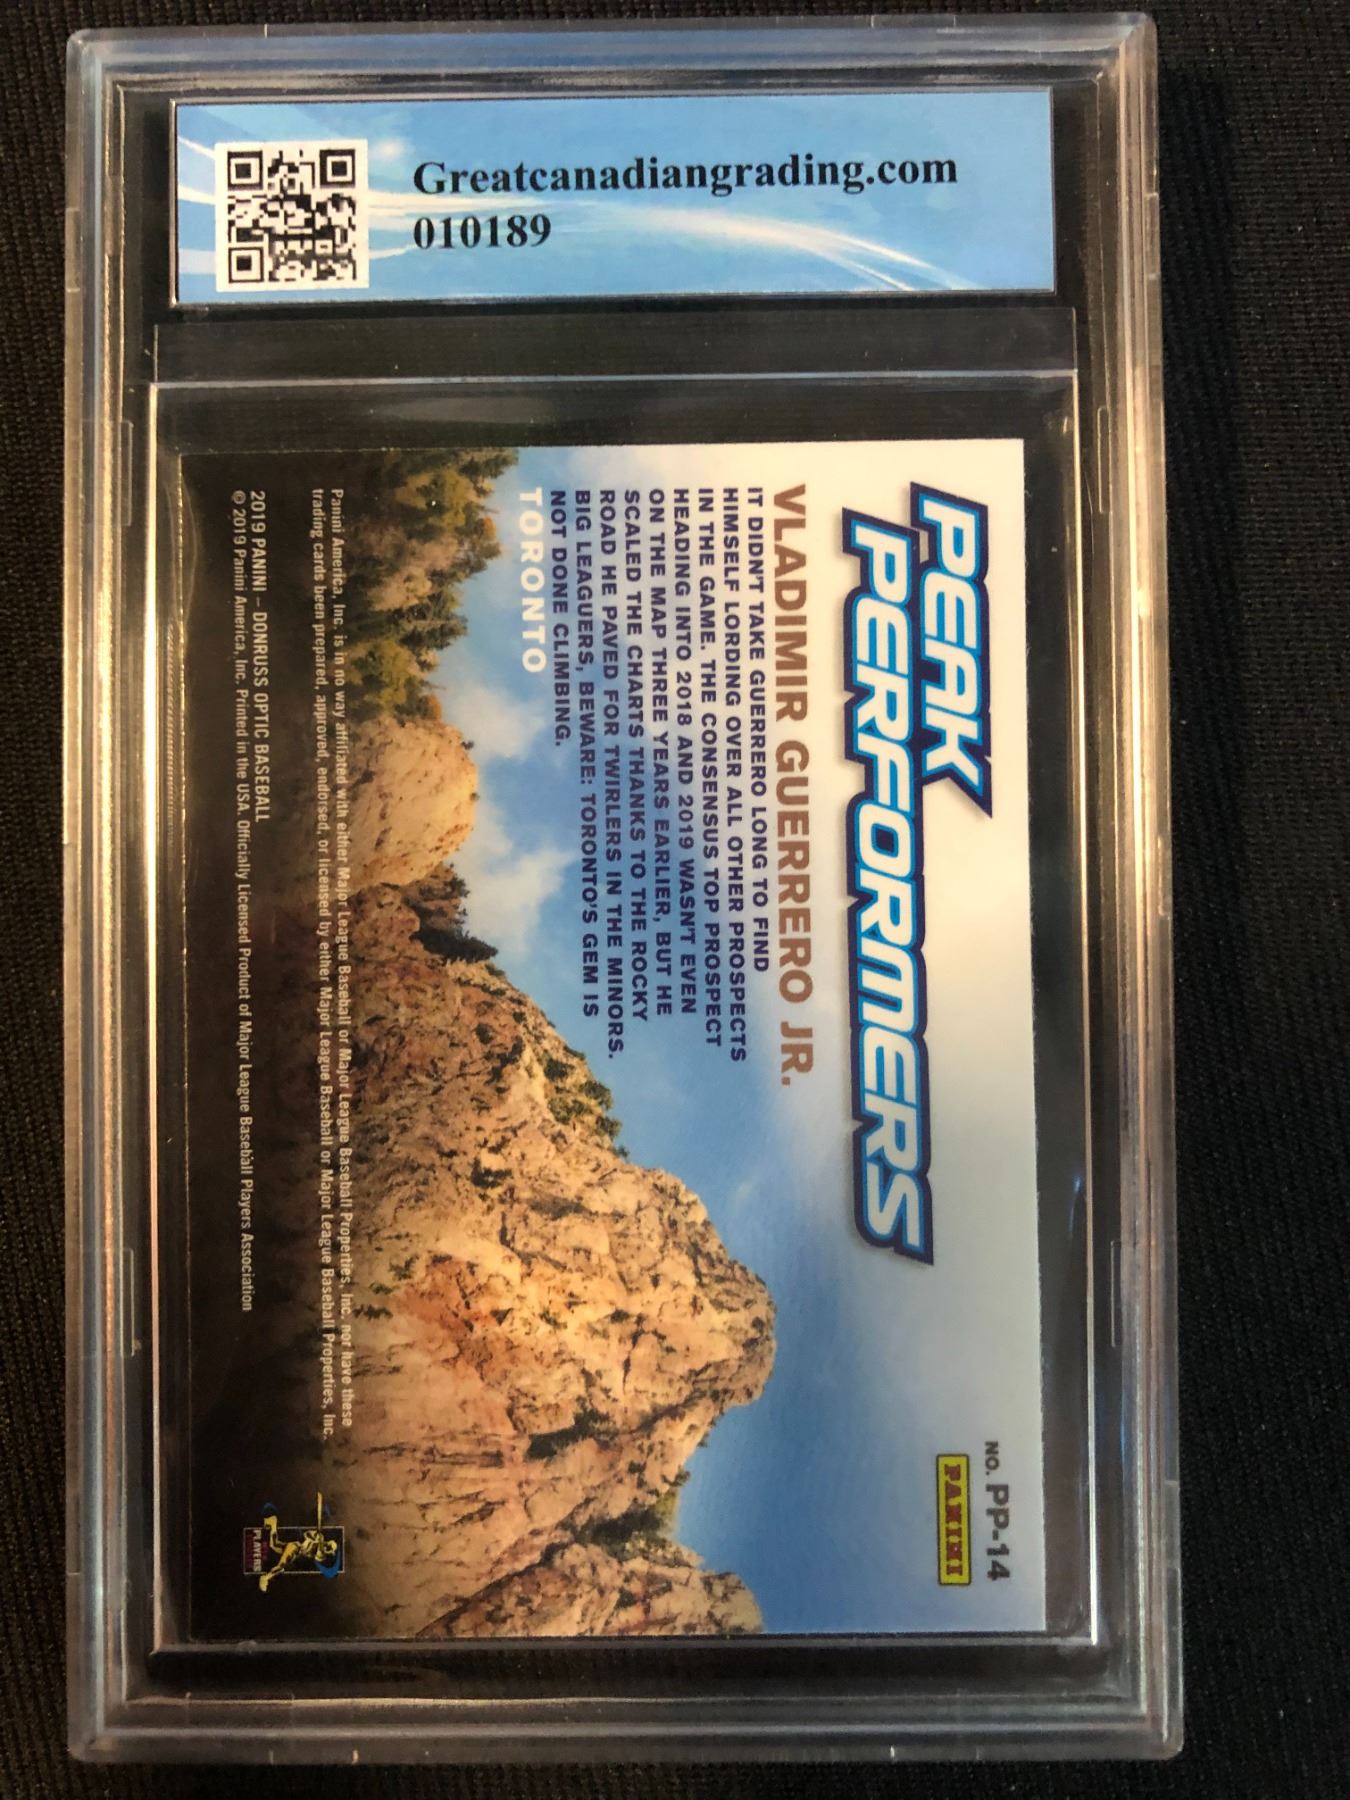 Greatcanadiangrading.com
010189
PEAK
PERFORMERS
NO. PP-14
PANINI
VLADIMIR GUERRERO JR.
IT DIDN'T TAKE GUERRERO LONG TO FIND
HIMSELF LORDING OVER ALL OTHER PROSPECTS
IN THE GAME. THE CONSENSUS TOP PROSPECT
HEADING INTO 2018 AND 2019 WASN'T EVEN
ON THE MAP THREE YEARS EARLIER, BUT HE
SCALED THE CHARTS THANKS TO THE ROCKY
ROAD HE PAVED FOR TWIRLERS IN THE MINORS.
BIG LEAGUERS, BEWARE: TORONTO'S GEM IS
NOT DONE CLIMBING.
TORONTO
Panini America, Inc. is in no way affiliated with either Major League Baseball or Major League Baseball Properties, Inc. nor have these
trading cards been prepared, approved, endorsed, or licensed by either Major League Baseball or Major League Baseball Properties, Inc.
2019 PANINI – DONRUSS OPTIC BASEBALL
© 2019 Panini America, Inc. Printed in the USA. Officially Licensed Product of Major League Baseball Players Association
PLAYERS